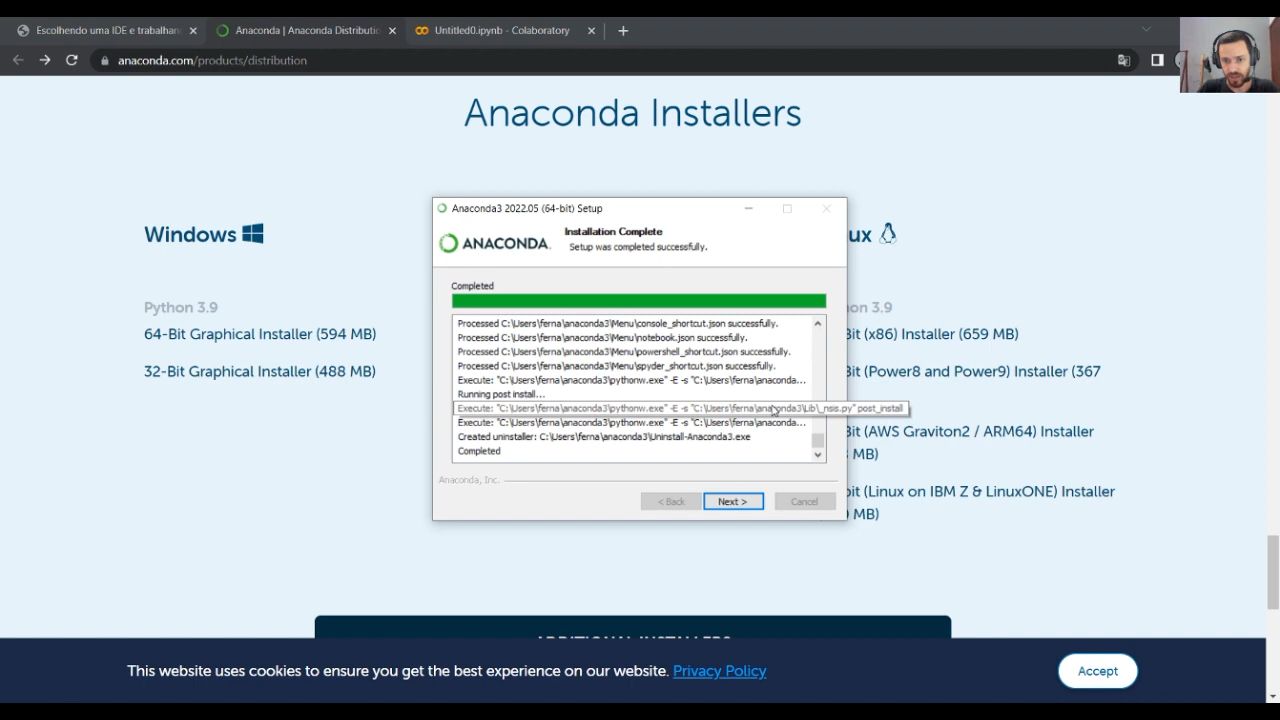 Escolhendo uma IDE e trabalhan
Anaconda | Anaconda Distributic
Untitled0.ipynb - Colaboratory
anaconda.com/products/distribution
Anaconda Installers
Windows
Python 3.9
64-Bit Graphical Installer (594 MB)
32-Bit Graphical Installer (488 MB)
Anaconda3 2022.05 (64-bit) Setup
ANACONDA.
Installation Complete
Setup was completed successfully.
Completed
Processed C:\Users\ferna\anaconda3\Menu\console_shortcut.json successfully.
Processed C:\Users\ferna\anaconda3\Menu\notebook.json successfully.
Processed C:\Users\ferna\anaconda3\Menu\powershell_shortcut.json successfully.
Processed C:\Users\ferna\anaconda3\Menu\spyder_shortcut.json successfully.
Execute: "C:\Users\ferna\anaconda3\pythonw.exe" -E -s "C:\Users\ferna\anaconda...
Running post install...
Execute: "C:\Users\ferna\anaconda3\pythonw.exe" -E -s "C:\Users\ferna\anaconda3\Lib\_nsis.py" post_install
Execute: "C:\Users\ferna\anaconda3\pythonw.exe" -E -s "C:\Users\ferna\anaconda...
Created uninstaller: C:\Users\ferna\anaconda3\Uninstall-Anaconda3.exe
Completed
Anaconda, Inc.
< Back
Next >
Cancel
ux
on 3.9
Bit (x86) Installer (659 MB)
Bit (Power8 and Power9) Installer (367
Bit (AWS Graviton2 / ARM64) Installer
MB)
bit (Linux on IBM Z & LinuxONE) Installer
MB)
ADDITIONAL INSTALLERS
This website uses cookies to ensure you get the best experience on our website. Privacy Policy
Accept